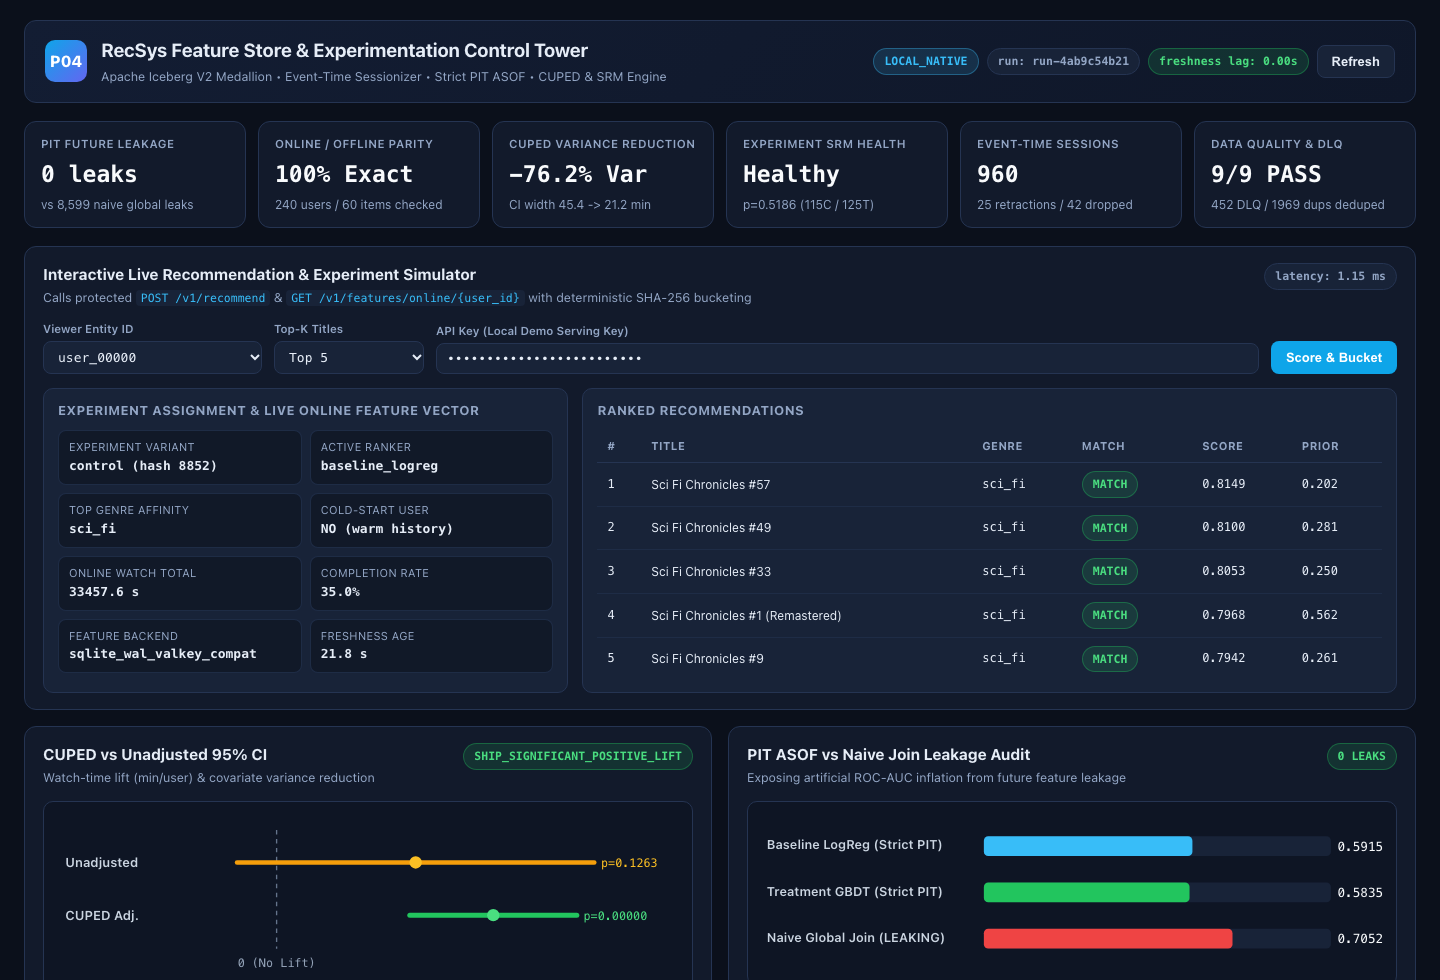 P04
RecSys Feature Store & Experimentation Control Tower
Apache Iceberg V2 Medallion • Event-Time Sessionizer • Strict PIT ASOF • CUPED & SRM Engine
LOCAL_NATIVE
run: run-4ab9c54b21
freshness lag: 0.00s
Refresh
PIT FUTURE LEAKAGE
0 leaks
vs 8,599 naive global leaks
ONLINE / OFFLINE PARITY
100% Exact
240 users / 60 items checked
CUPED VARIANCE REDUCTION
-76.2% Var
CI width 45.4 -> 21.2 min
EXPERIMENT SRM HEALTH
Healthy
p=0.5186 (115C / 125T)
EVENT-TIME SESSIONS
960
25 retractions / 42 dropped
DATA QUALITY & DLQ
9/9 PASS
452 DLQ / 1969 dups deduped
Interactive Live Recommendation & Experiment Simulator
latency: 1.15 ms
Calls protected POST /v1/recommend & GET /v1/features/online/{user_id} with deterministic SHA-256 bucketing
Viewer Entity ID
user_00000
Top-K Titles
Top 5
API Key (Local Demo Serving Key)
•••••••••••••••••••••••••
Score & Bucket
EXPERIMENT ASSIGNMENT & LIVE ONLINE FEATURE VECTOR
EXPERIMENT VARIANT
control (hash 8852)
ACTIVE RANKER
baseline_logreg
TOP GENRE AFFINITY
sci_fi
COLD-START USER
NO (warm history)
ONLINE WATCH TOTAL
33457.6 s
COMPLETION RATE
35.0%
FEATURE BACKEND
sqlite_wal_valkey_compat
FRESHNESS AGE
21.8 s
RANKED RECOMMENDATIONS
# TITLE GENRE MATCH SCORE PRIOR
1 Sci Fi Chronicles #57 sci_fi MATCH 0.8149 0.202
2 Sci Fi Chronicles #49 sci_fi MATCH 0.8100 0.281
3 Sci Fi Chronicles #33 sci_fi MATCH 0.8053 0.250
4 Sci Fi Chronicles #1 (Remastered) sci_fi MATCH 0.7968 0.562
5 Sci Fi Chronicles #9 sci_fi MATCH 0.7942 0.261
CUPED vs Unadjusted 95% CI
SHIP_SIGNIFICANT_POSITIVE_LIFT
Watch-time lift (min/user) & covariate variance reduction
Unadjusted p=0.1263
CUPED Adj. p=0.00000
0 (No Lift)
PIT ASOF vs Naive Join Leakage Audit
0 LEAKS
Exposing artificial ROC-AUC inflation from future feature leakage
Baseline LogReg (Strict PIT) 0.5915
Treatment GBDT (Strict PIT) 0.5835
Naive Global Join (LEAKING) 0.7052